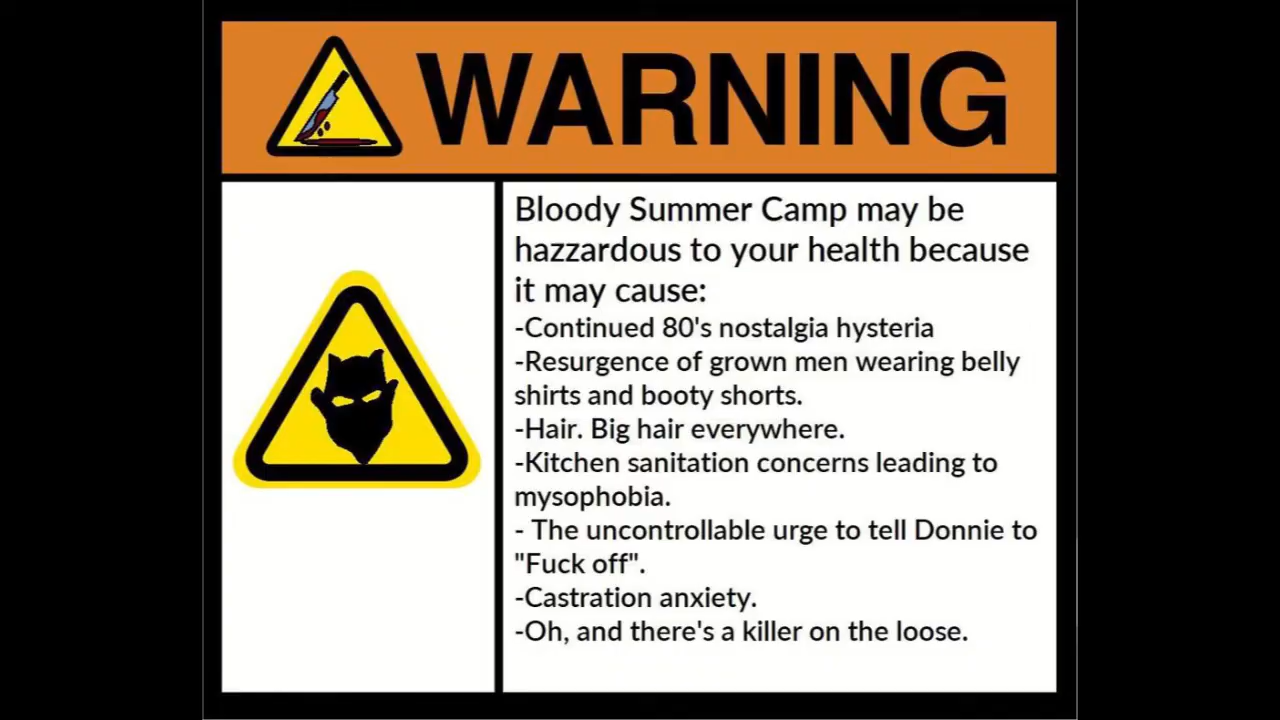 WARNING
Bloody Summer Camp may be
hazzardous to your health because
it may cause:
-Continued 80's nostalgia hysteria
-Resurgence of grown men wearing belly
shirts and booty shorts.
-Hair. Big hair everywhere.
-Kitchen sanitation concerns leading to
mysophobia.
- The uncontrollable urge to tell Donnie to
"Fuck off".
-Castration anxiety.
-Oh, and there's a killer on the loose.